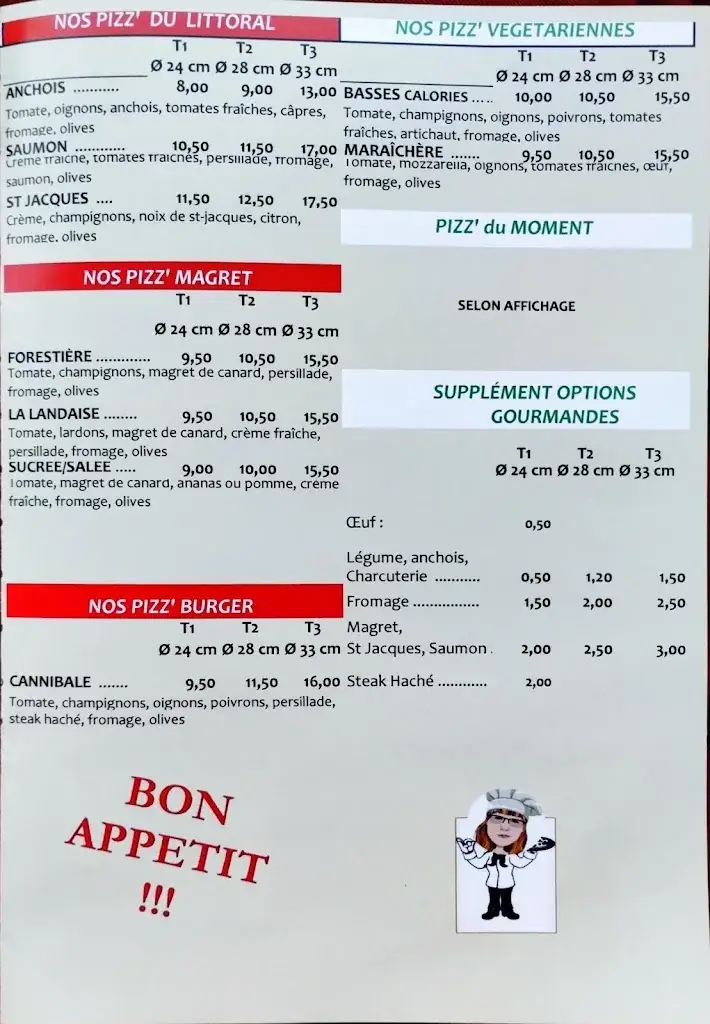 NOS PIZZ' DU LITTORAL
T1 T2 T3
Ø 24 cm Ø 28 cm Ø 33 cm
ANCHOIS ........... 8,00 9,00 13,00
Tomate, oignons, anchois, tomates fraîches, câpres,
fromage, olives
SAUMON ............ 10,50 11,50 17,00
Crème fraîche, tomates fraîches, persillade, fromage,
saumon, olives
ST JACQUES .... 11,50 12,50 17,50
Crème, champignons, noix de st-jacques, citron,
fromage, olives
NOS PIZZ' MAGRET
T1 T2 T3
Ø 24 cm Ø 28 cm Ø 33 cm
FORESTIÈRE ............. 9,50 10,50 15,50
Tomate, champignons, magret de canard, persillade,
fromage, olives
LA LANDAISE ........ 9,50 10,50 15,50
Tomate, lardons, magret de canard, crème fraîche,
persillade, fromage, olives
SUCREE/SALEE ..... 9,00 10,00 15,50
Tomate, magret de canard, ananas ou pomme, crème
fraîche, fromage, olives
NOS PIZZ' BURGER
T1 T2 T3
Ø 24 cm Ø 28 cm Ø 33 cm
CANNIBALE ....... 9,50 11,50 16,00
Tomate, champignons, oignons, poivrons, persillade,
steak haché, fromage, olives
BON
APPETIT
!!!
NOS PIZZ' VEGETARIENNES
T1 T2 T3
Ø 24 cm Ø 28 cm Ø 33 cm
BASSES CALORIES ..... 10,00 10,50 15,50
Tomate, champignons, oignons, poivrons, tomates
fraîches, artichaut, fromage, olives
MARAÎCHÈRE ....... 9,50 10,50 15,50
Tomate, mozzarella, oignons, tomates fraîches, œuf,
fromage, olives
PIZZ' du MOMENT
SELON AFFICHAGE
SUPPLÉMENT OPTIONS
GOURMANDES
T1 T2 T3
Ø 24 cm Ø 28 cm Ø 33 cm
Œuf : 0,50
Légume, anchois,
Charcuterie ........... 0,50 1,20 1,50
Fromage ................ 1,50 2,00 2,50
Magret,
St Jacques, Saumon . 2,00 2,50 3,00
Steak Haché ............ 2,00